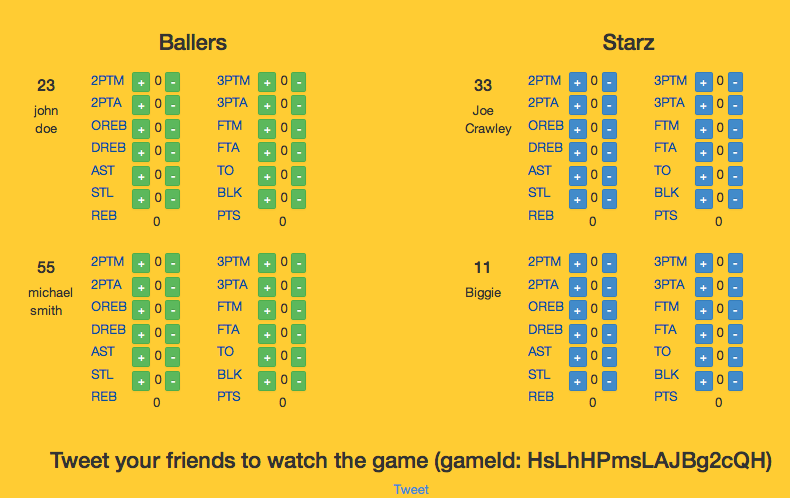 Ballers
23
john
doe
2PTM + 0 - 3PTM + 0 -
2PTA + 0 - 3PTA + 0 -
OREB + 0 - FTM + 0 -
DREB + 0 - FTA + 0 -
AST + 0 - TO + 0 -
STL + 0 - BLK + 0 -
REB 0 PTS 0
55
michael
smith
2PTM + 0 - 3PTM + 0 -
2PTA + 0 - 3PTA + 0 -
OREB + 0 - FTM + 0 -
DREB + 0 - FTA + 0 -
AST + 0 - TO + 0 -
STL + 0 - BLK + 0 -
REB 0 PTS 0
Starz
33
Joe
Crawley
2PTM + 0 - 3PTM + 0 -
2PTA + 0 - 3PTA + 0 -
OREB + 0 - FTM + 0 -
DREB + 0 - FTA + 0 -
AST + 0 - TO + 0 -
STL + 0 - BLK + 0 -
REB 0 PTS 0
11
Biggie
2PTM + 0 - 3PTM + 0 -
2PTA + 0 - 3PTA + 0 -
OREB + 0 - FTM + 0 -
DREB + 0 - FTA + 0 -
AST + 0 - TO + 0 -
STL + 0 - BLK + 0 -
REB 0 PTS 0
Tweet your friends to watch the game (gameId: HsLhHPmsLAJBg2cQH)
Tweet